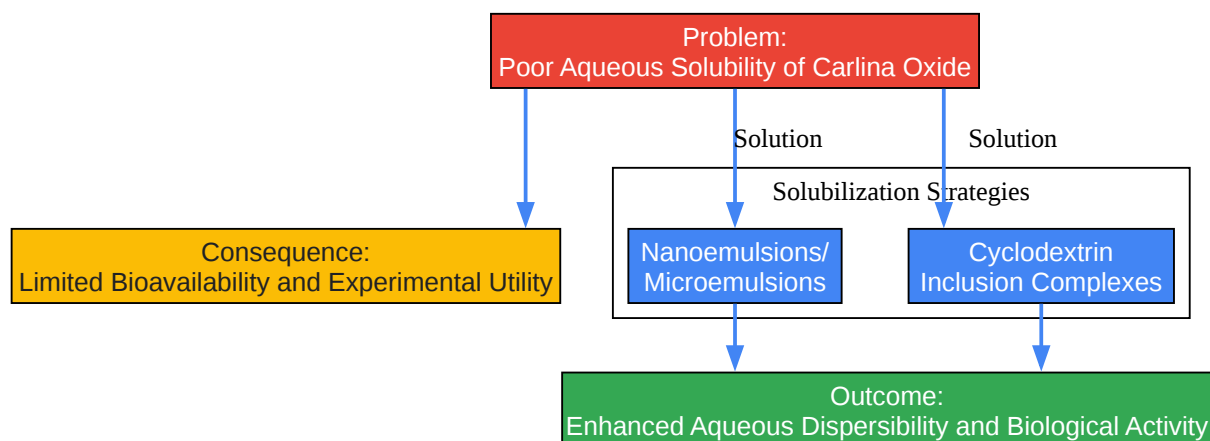 Problem:
Poor Aqueous Solubility of Carlina Oxide
Solution
Solution
Solubilization Strategies
Consequence:
Limited Bioavailability and Experimental Utility
Nanoemulsions/
Microemulsions
Cyclodextrin
Inclusion Complexes
Outcome:
Enhanced Aqueous Dispersibility and Biological Activity